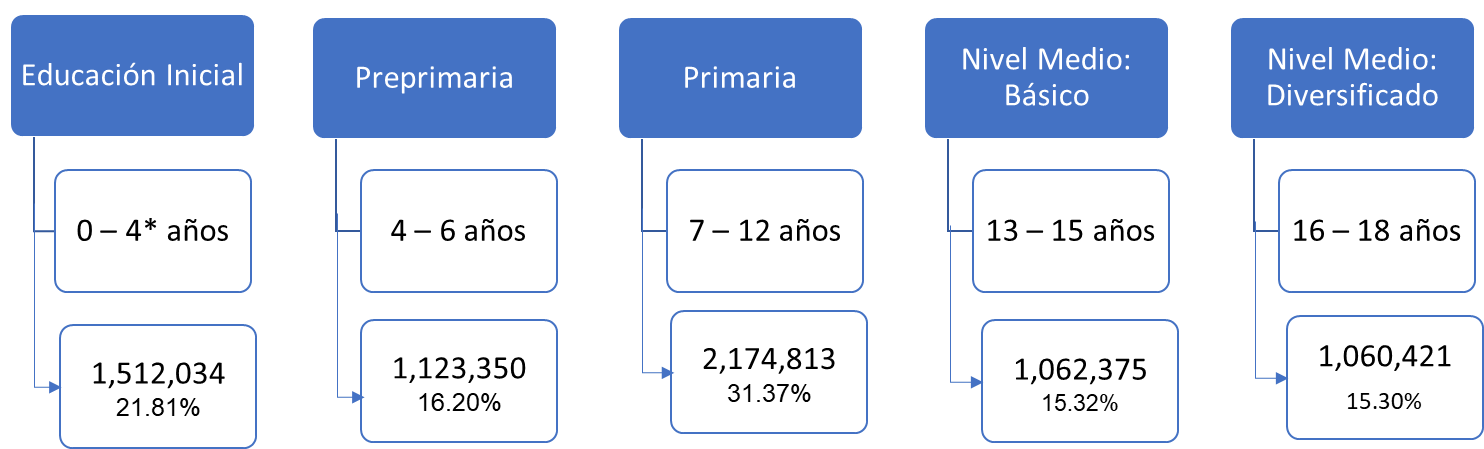 Educación Inicial
0 – 4* años
1,512,034
21.81%
Preprimaria
4 – 6 años
1,123,350
16.20%
Primaria
7 – 12 años
2,174,813
31.37%
Nivel Medio:
Básico
13 – 15 años
1,062,375
15.32%
Nivel Medio:
Diversificado
16 – 18 años
1,060,421
15.30%